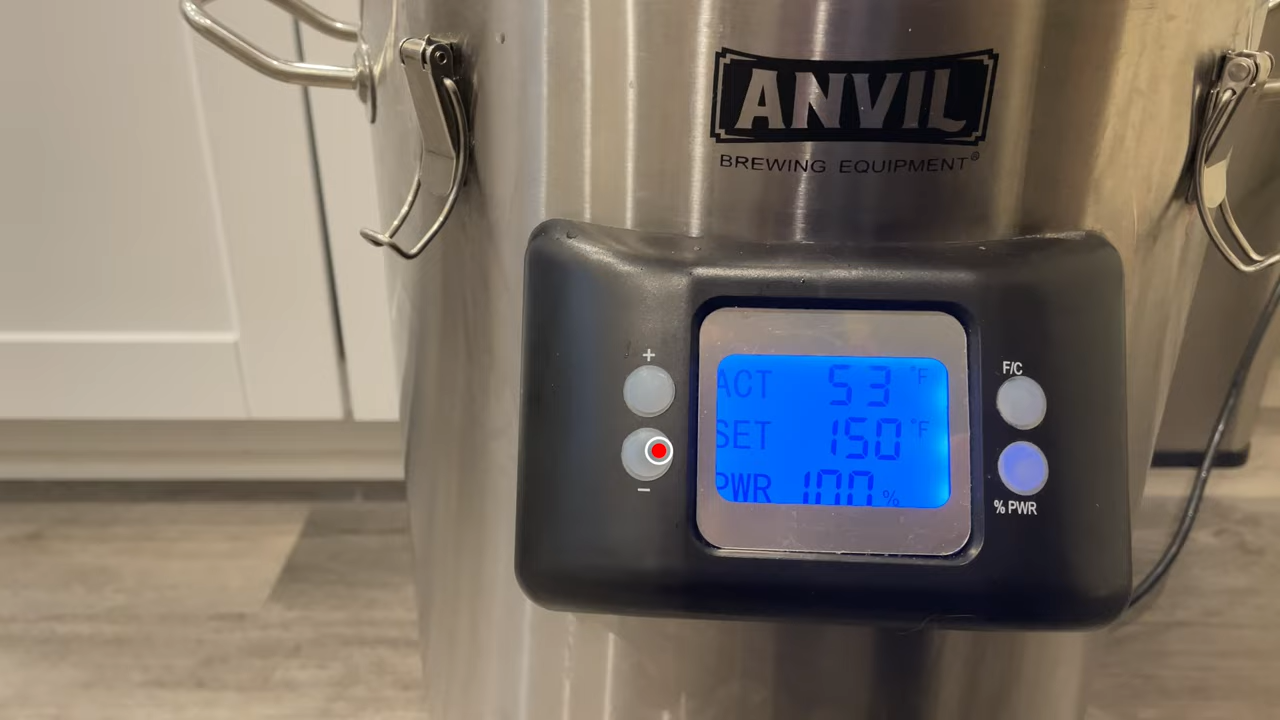 ANVIL
BREWING EQUIPMENT®
+
F/C
ACT 53 °F
SET 150 °F
PWR 100 %
−
% PWR